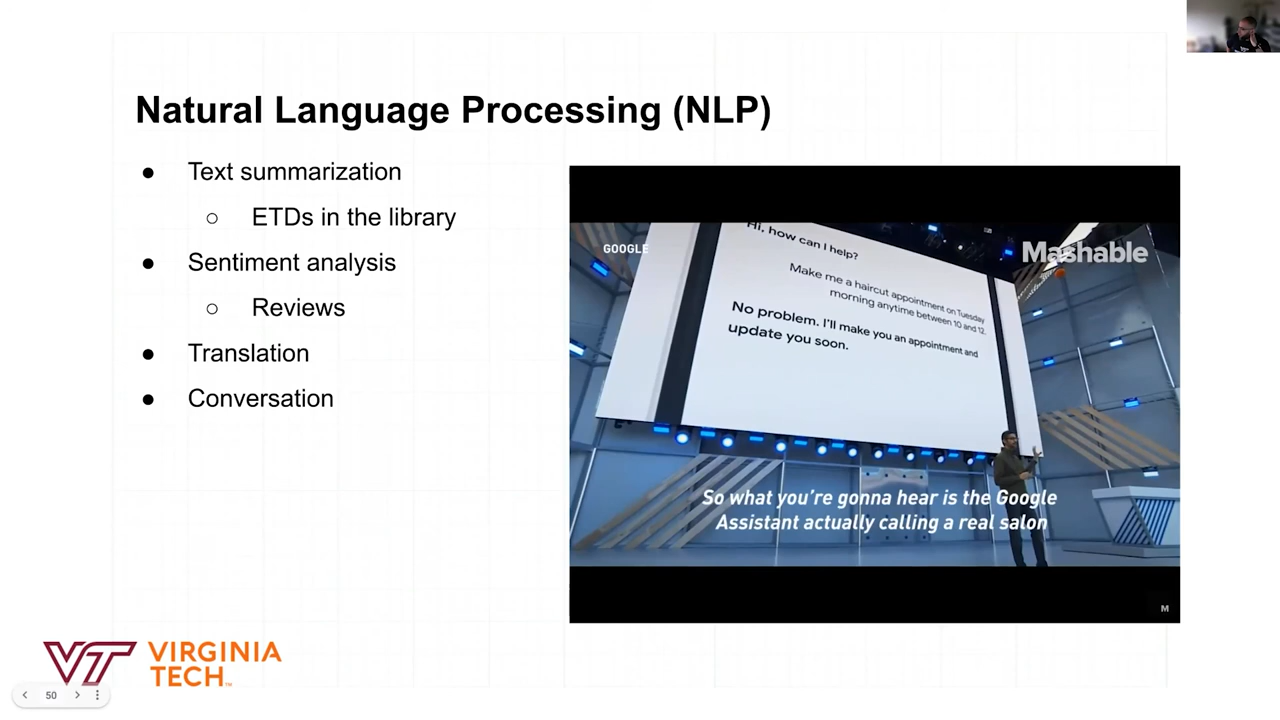 Natural Language Processing (NLP)
● Text summarization
○ ETDs in the library
● Sentiment analysis
○ Reviews
● Translation
● Conversation
GOOGLE
Mashable
Hi, how can I help?
Make me a haircut appointment on Tuesday
morning anytime between 10 and 12.
No problem. I'll make you an appointment and
update you soon.
So what you're gonna hear is the Google
Assistant actually calling a real salon
M
VT VIRGINIA
TECH™
50